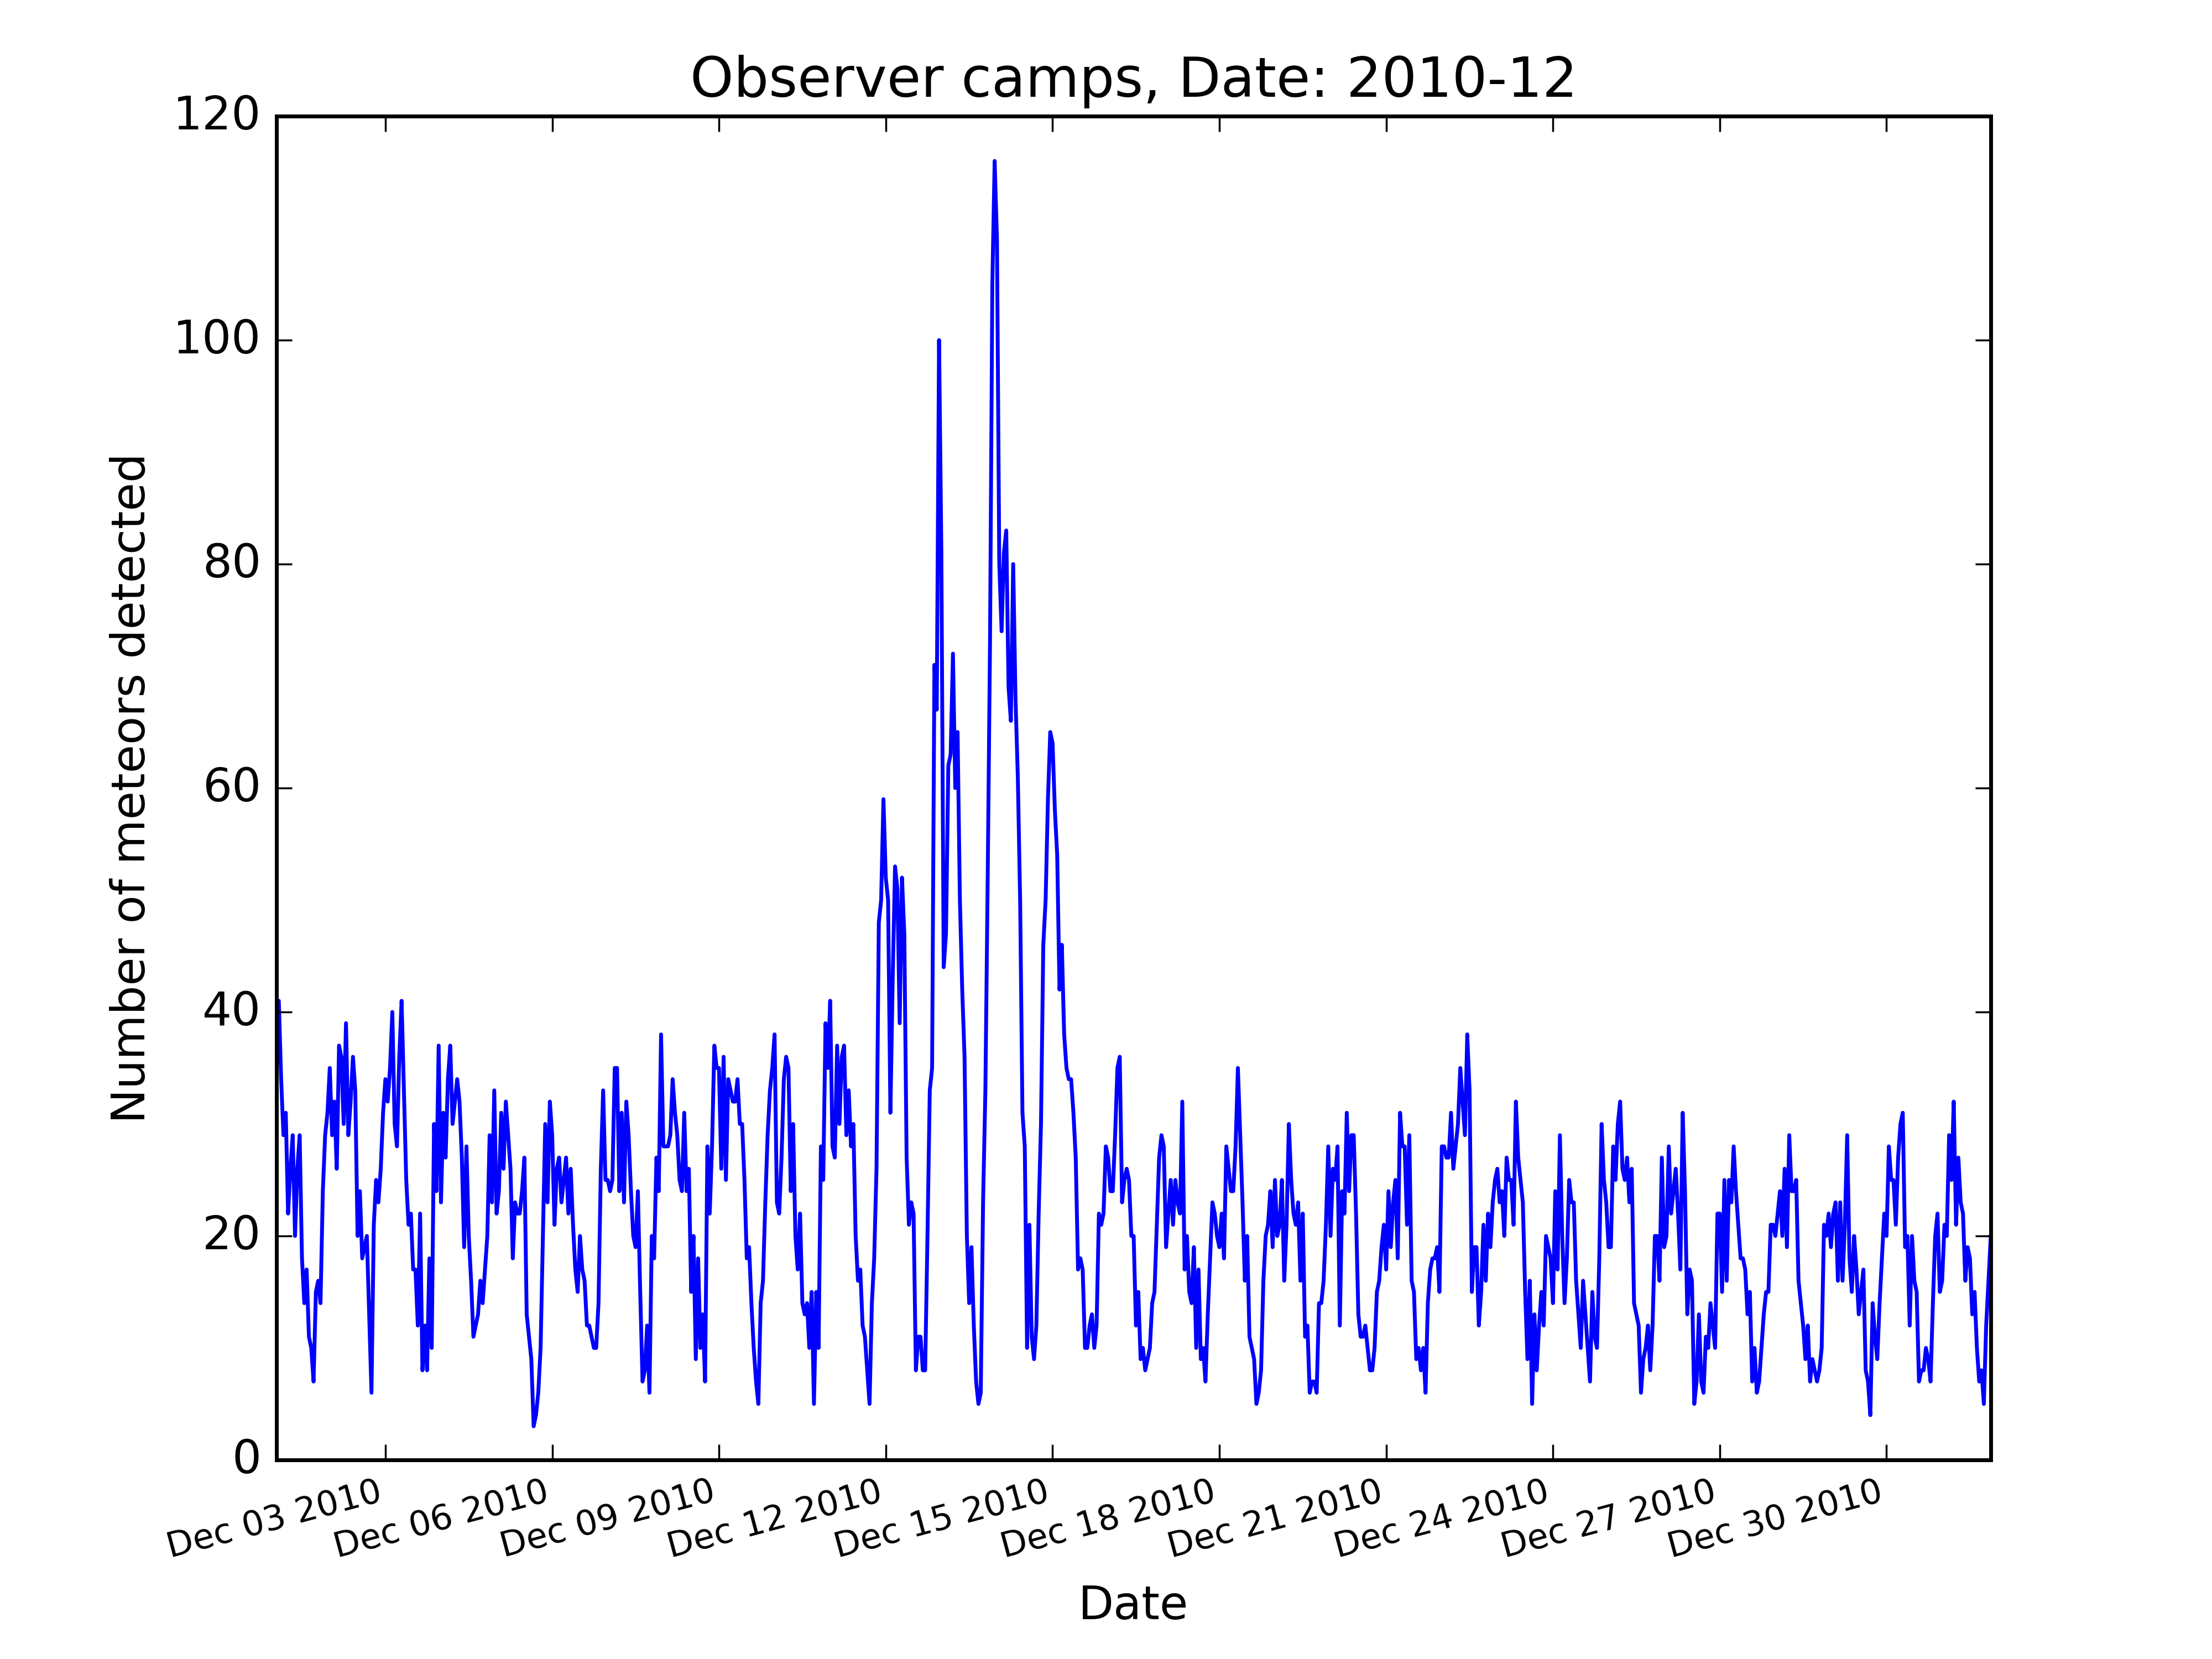 Observer camps, Date: 2010-12
Number of meteors detected
120
100
80
60
40
20
0
Dec 03 2010
Dec 06 2010
Dec 09 2010
Dec 12 2010
Dec 15 2010
Dec 18 2010
Dec 21 2010
Dec 24 2010
Dec 27 2010
Dec 30 2010
Date